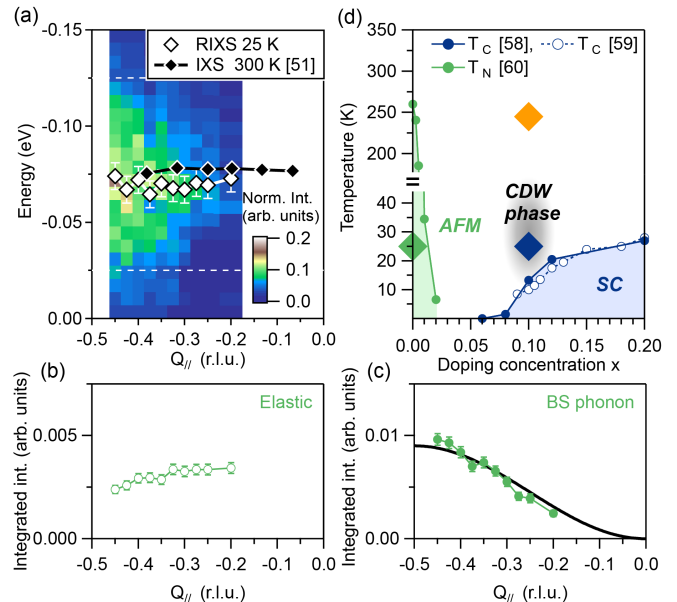 (a)
RIXS 25 K
IXS 300 K [51]
-0.15
-0.10
-0.05
0.00
Energy (eV)
Norm. Int.
(arb. units)
0.2
0.1
0.0
-0.5 -0.4 -0.3 -0.2 -0.1 0.0
Q// (r.l.u.)
(d)
TC [58], TC [59]
TN [60]
350
300
250
200
40
30
20
10
Temperature (K)
AFM
CDW
phase
SC
0.00 0.05 0.10 0.15 0.20
Doping concentration x
(b)
Elastic
0.005
0.000
Integrated int. (arb. units)
-0.5 -0.4 -0.3 -0.2 -0.1 0.0
Q// (r.l.u.)
(c)
BS phonon
0.01
0.00
Integrated int. (arb. units)
-0.5 -0.4 -0.3 -0.2 -0.1 0.0
Q// (r.l.u.)